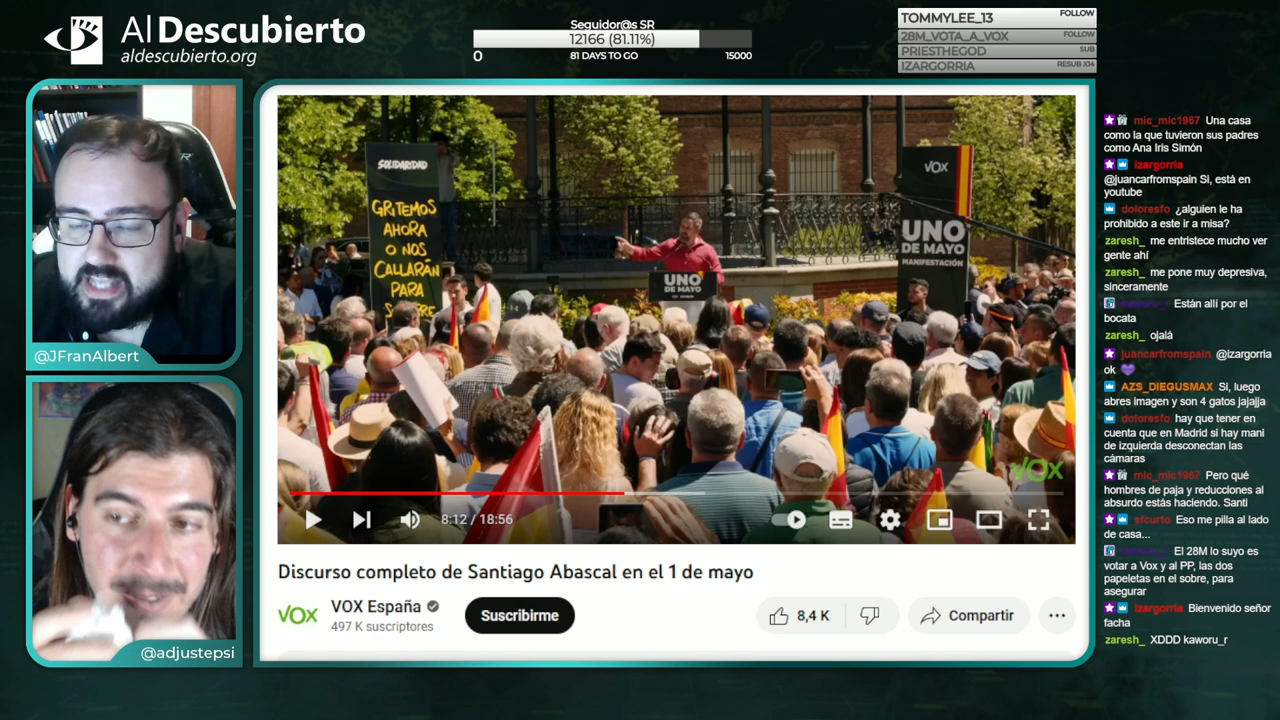 Al Descubierto
aldescubierto.org
Seguidor@s SR
12166 (81.11%)
0
81 DAYS TO GO
15000
TOMMYLEE_13 FOLLOW
28M_VOTA_A_VOX FOLLOW
PRIESTHEGOD SUB
IZARGORRIA RESUB X14
@JFranAlbert
@adjustepsi
SOLIDARIDAD
GRITEMOS
AHORA
O NOS
CALLARÁN
PARA
VOX
UNO
DE MAYO
MANIFESTACIÓN
UNO
DE MAYO
VOX
8:12 / 18:56
Discurso completo de Santiago Abascal en el 1 de mayo
VOX
VOX España
497 K suscriptores
Suscribirme
8,4 K
Compartir
mic_mic1967 Una casa
como la que tuvieron sus padres
como Ana Iris Simón
izargorria
@juancarfromspain Si, está en
youtube
doloresfo ¿alguien le ha
prohibido a este ir a misa?
zaresh_ me entristece mucho ver
gente ahí
zaresh_ me pone muy depresiva,
sinceramente
kaworu_r Están allí por el
bocata
zaresh_ ojalá
juancarfromspain @izargorria
ok
AZS_DIEGUSMAX Si, luego
abres imagen y son 4 gatos jajajja
doloresfo hay que tener en
cuenta que en Madrid si hay mani
de izquierda desconectan las
cámaras
mic_mic1967 Pero qué
hombres de paja y reducciones al
absurdo estás haciendo. Santi
sfcurto Eso me pilla al lado
de casa...
kaworu_r El 28M lo suyo es
votar a Vox y al PP, las dos
papeletas en el sobre, para
asegurar
izargorria Bienvenido señor
facha
zaresh_ XDDD kaworu_r